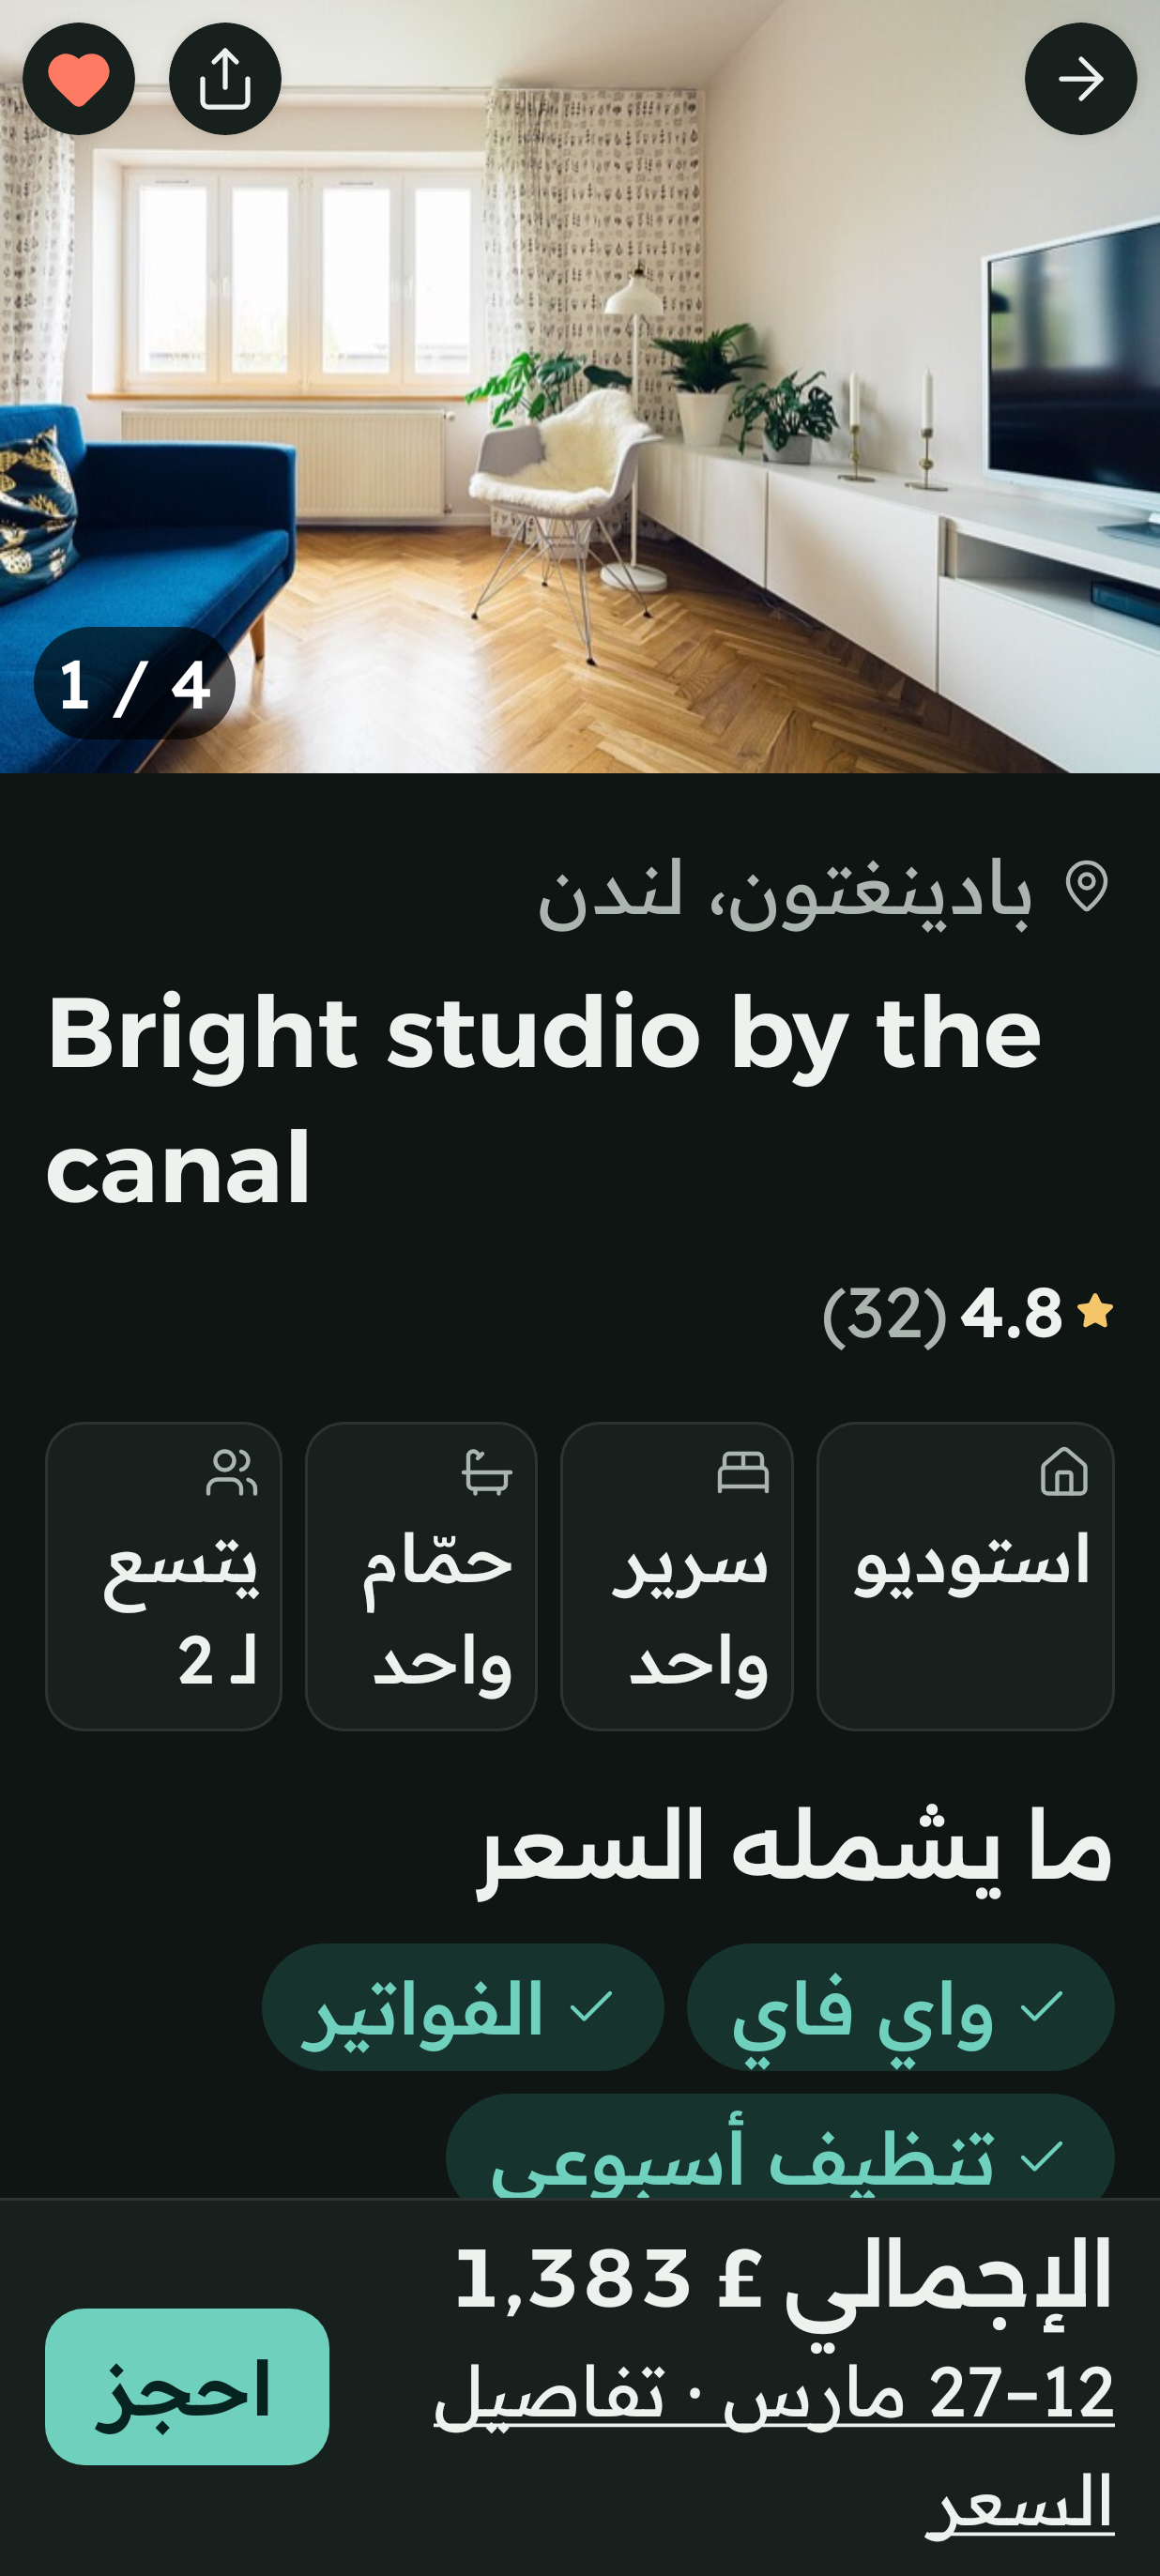 1 / 4
بادينغتون، لندن
Bright studio by the
canal
4.8 (32)
استوديو
سرير
واحد
حمّام
واحد
يتسع
لـ 2
ما يشمله السعر
واي فاي
الفواتير
تنظيف أسبوعي
الإجمالي £ 1,383
12–27 مارس · تفاصيل
السعر
احجز